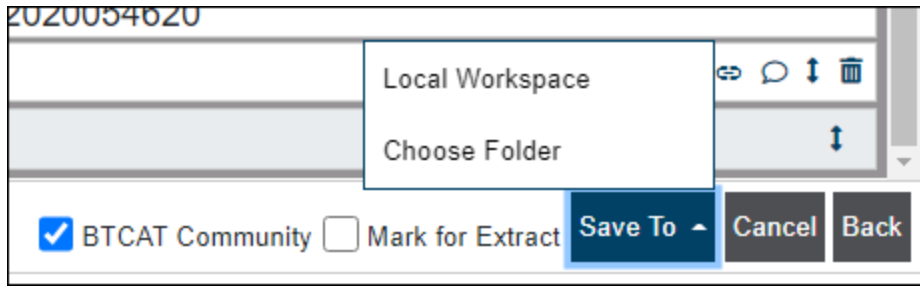 2020054620
Local Workspace
Choose Folder
BTCAT Community Mark for Extract Save To Cancel Back